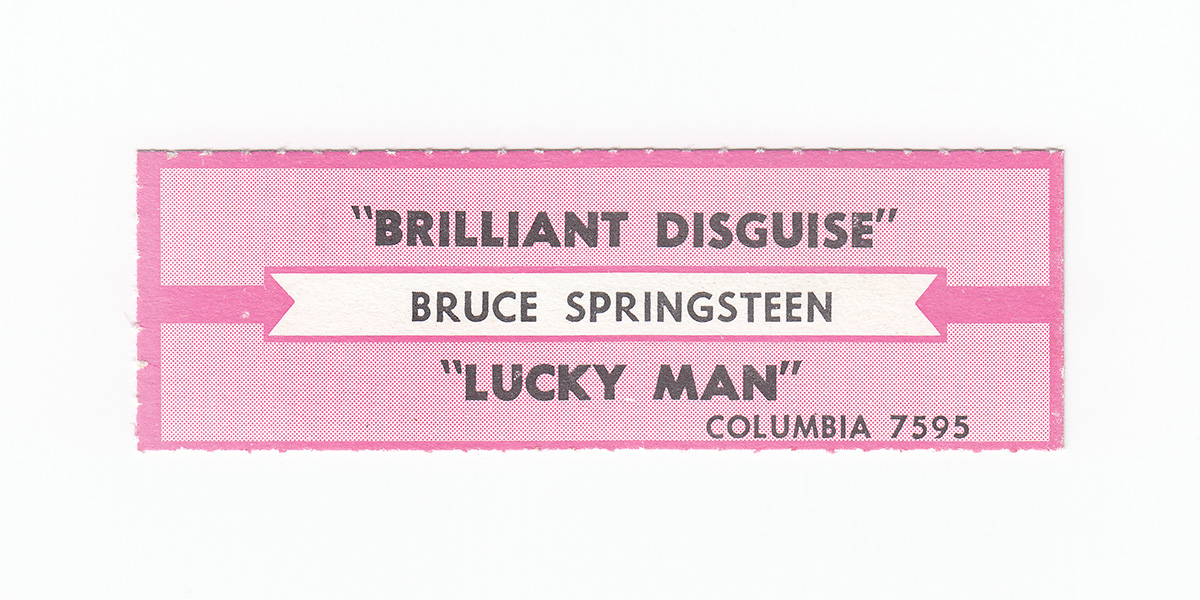 "BRILLIANT DISGUISE"
BRUCE SPRINGSTEEN
"LUCKY MAN"
COLUMBIA 7595